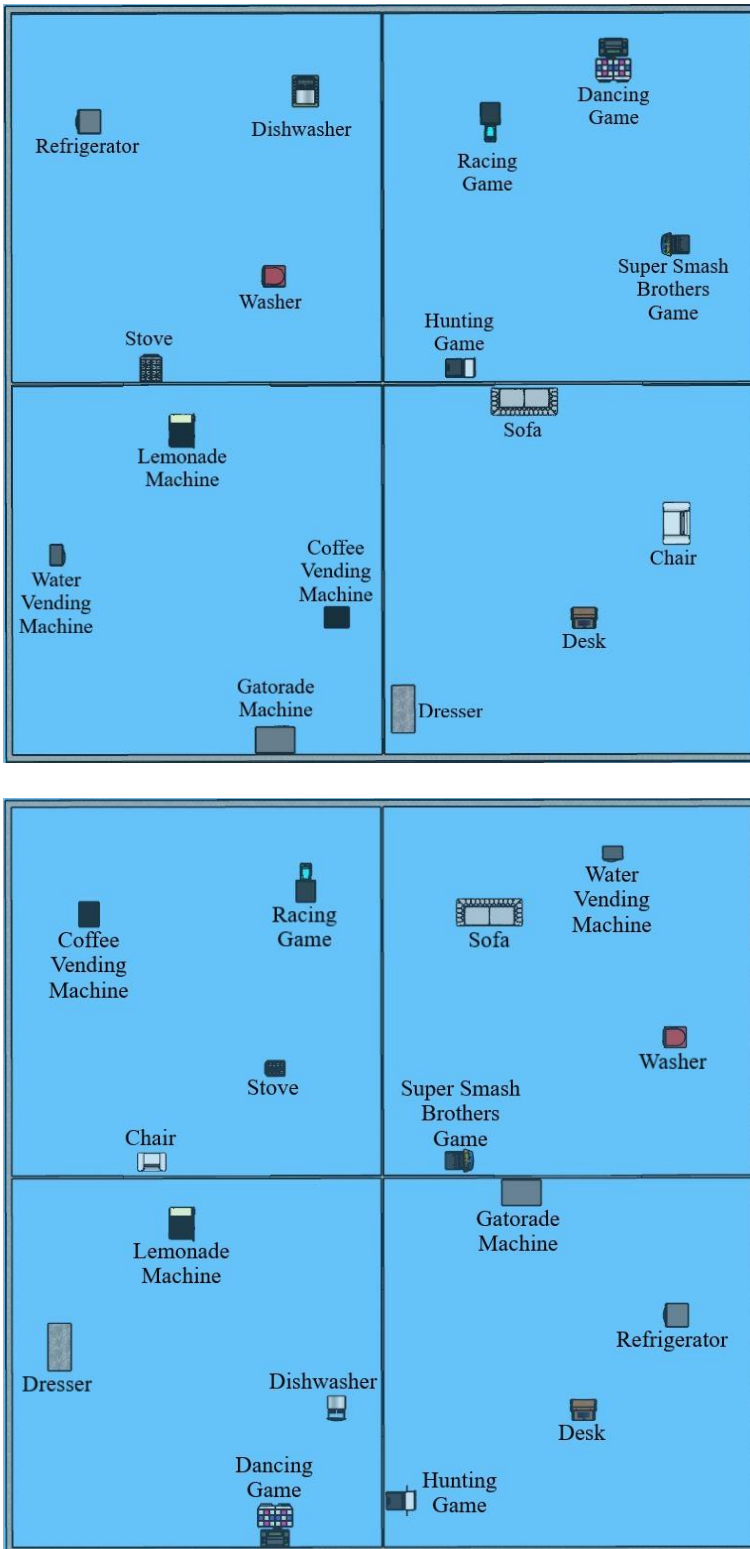 Refrigerator
Dishwasher
Washer
Stove
Dancing
Game
Racing
Game
Super Smash
Brothers
Game
Hunting
Game
Lemonade
Machine
Water
Vending
Machine
Coffee
Vending
Machine
Gatorade
Machine
Sofa
Chair
Desk
Dresser
Coffee
Vending
Machine
Racing
Game
Stove
Chair
Water
Vending
Machine
Sofa
Washer
Super Smash
Brothers
Game
Lemonade
Machine
Dresser
Dishwasher
Dancing
Game
Gatorade
Machine
Refrigerator
Desk
Hunting
Game